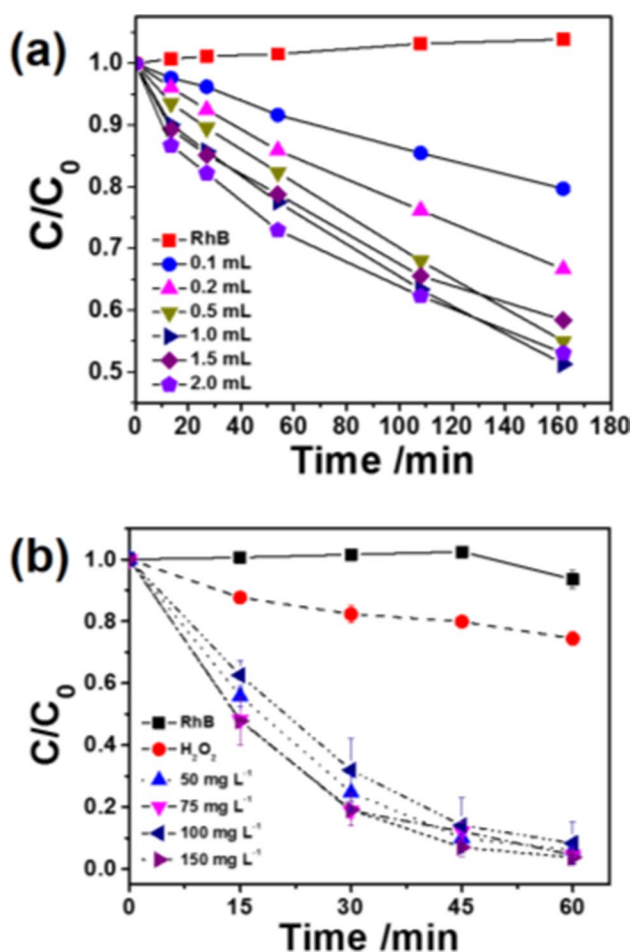 (a)
1.0
0.9
0.8
0.7
0.6
0.5
C/C₀
RhB
0.1 mL
0.2 mL
0.5 mL
1.0 mL
1.5 mL
2.0 mL
0 20 40 60 80 100 120 140 160 180
Time /min
(b)
1.0
0.8
0.6
0.4
0.2
0.0
C/C₀
RhB
H₂O₂
50 mg L⁻¹
75 mg L⁻¹
100 mg L⁻¹
150 mg L⁻¹
0 15 30 45 60
Time /min